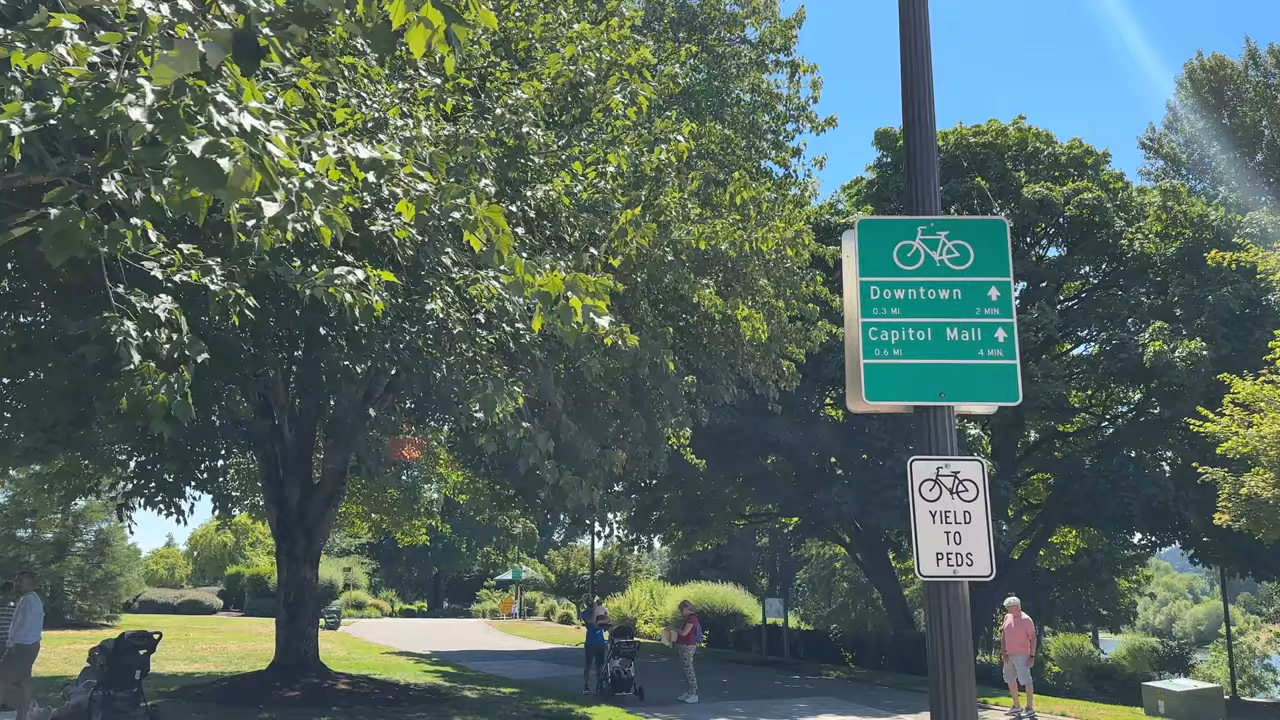 Downtown
0.3 MI 2 MIN.
Capitol Mall
0.6 MI 4 MIN.
YIELD
TO
PEDS